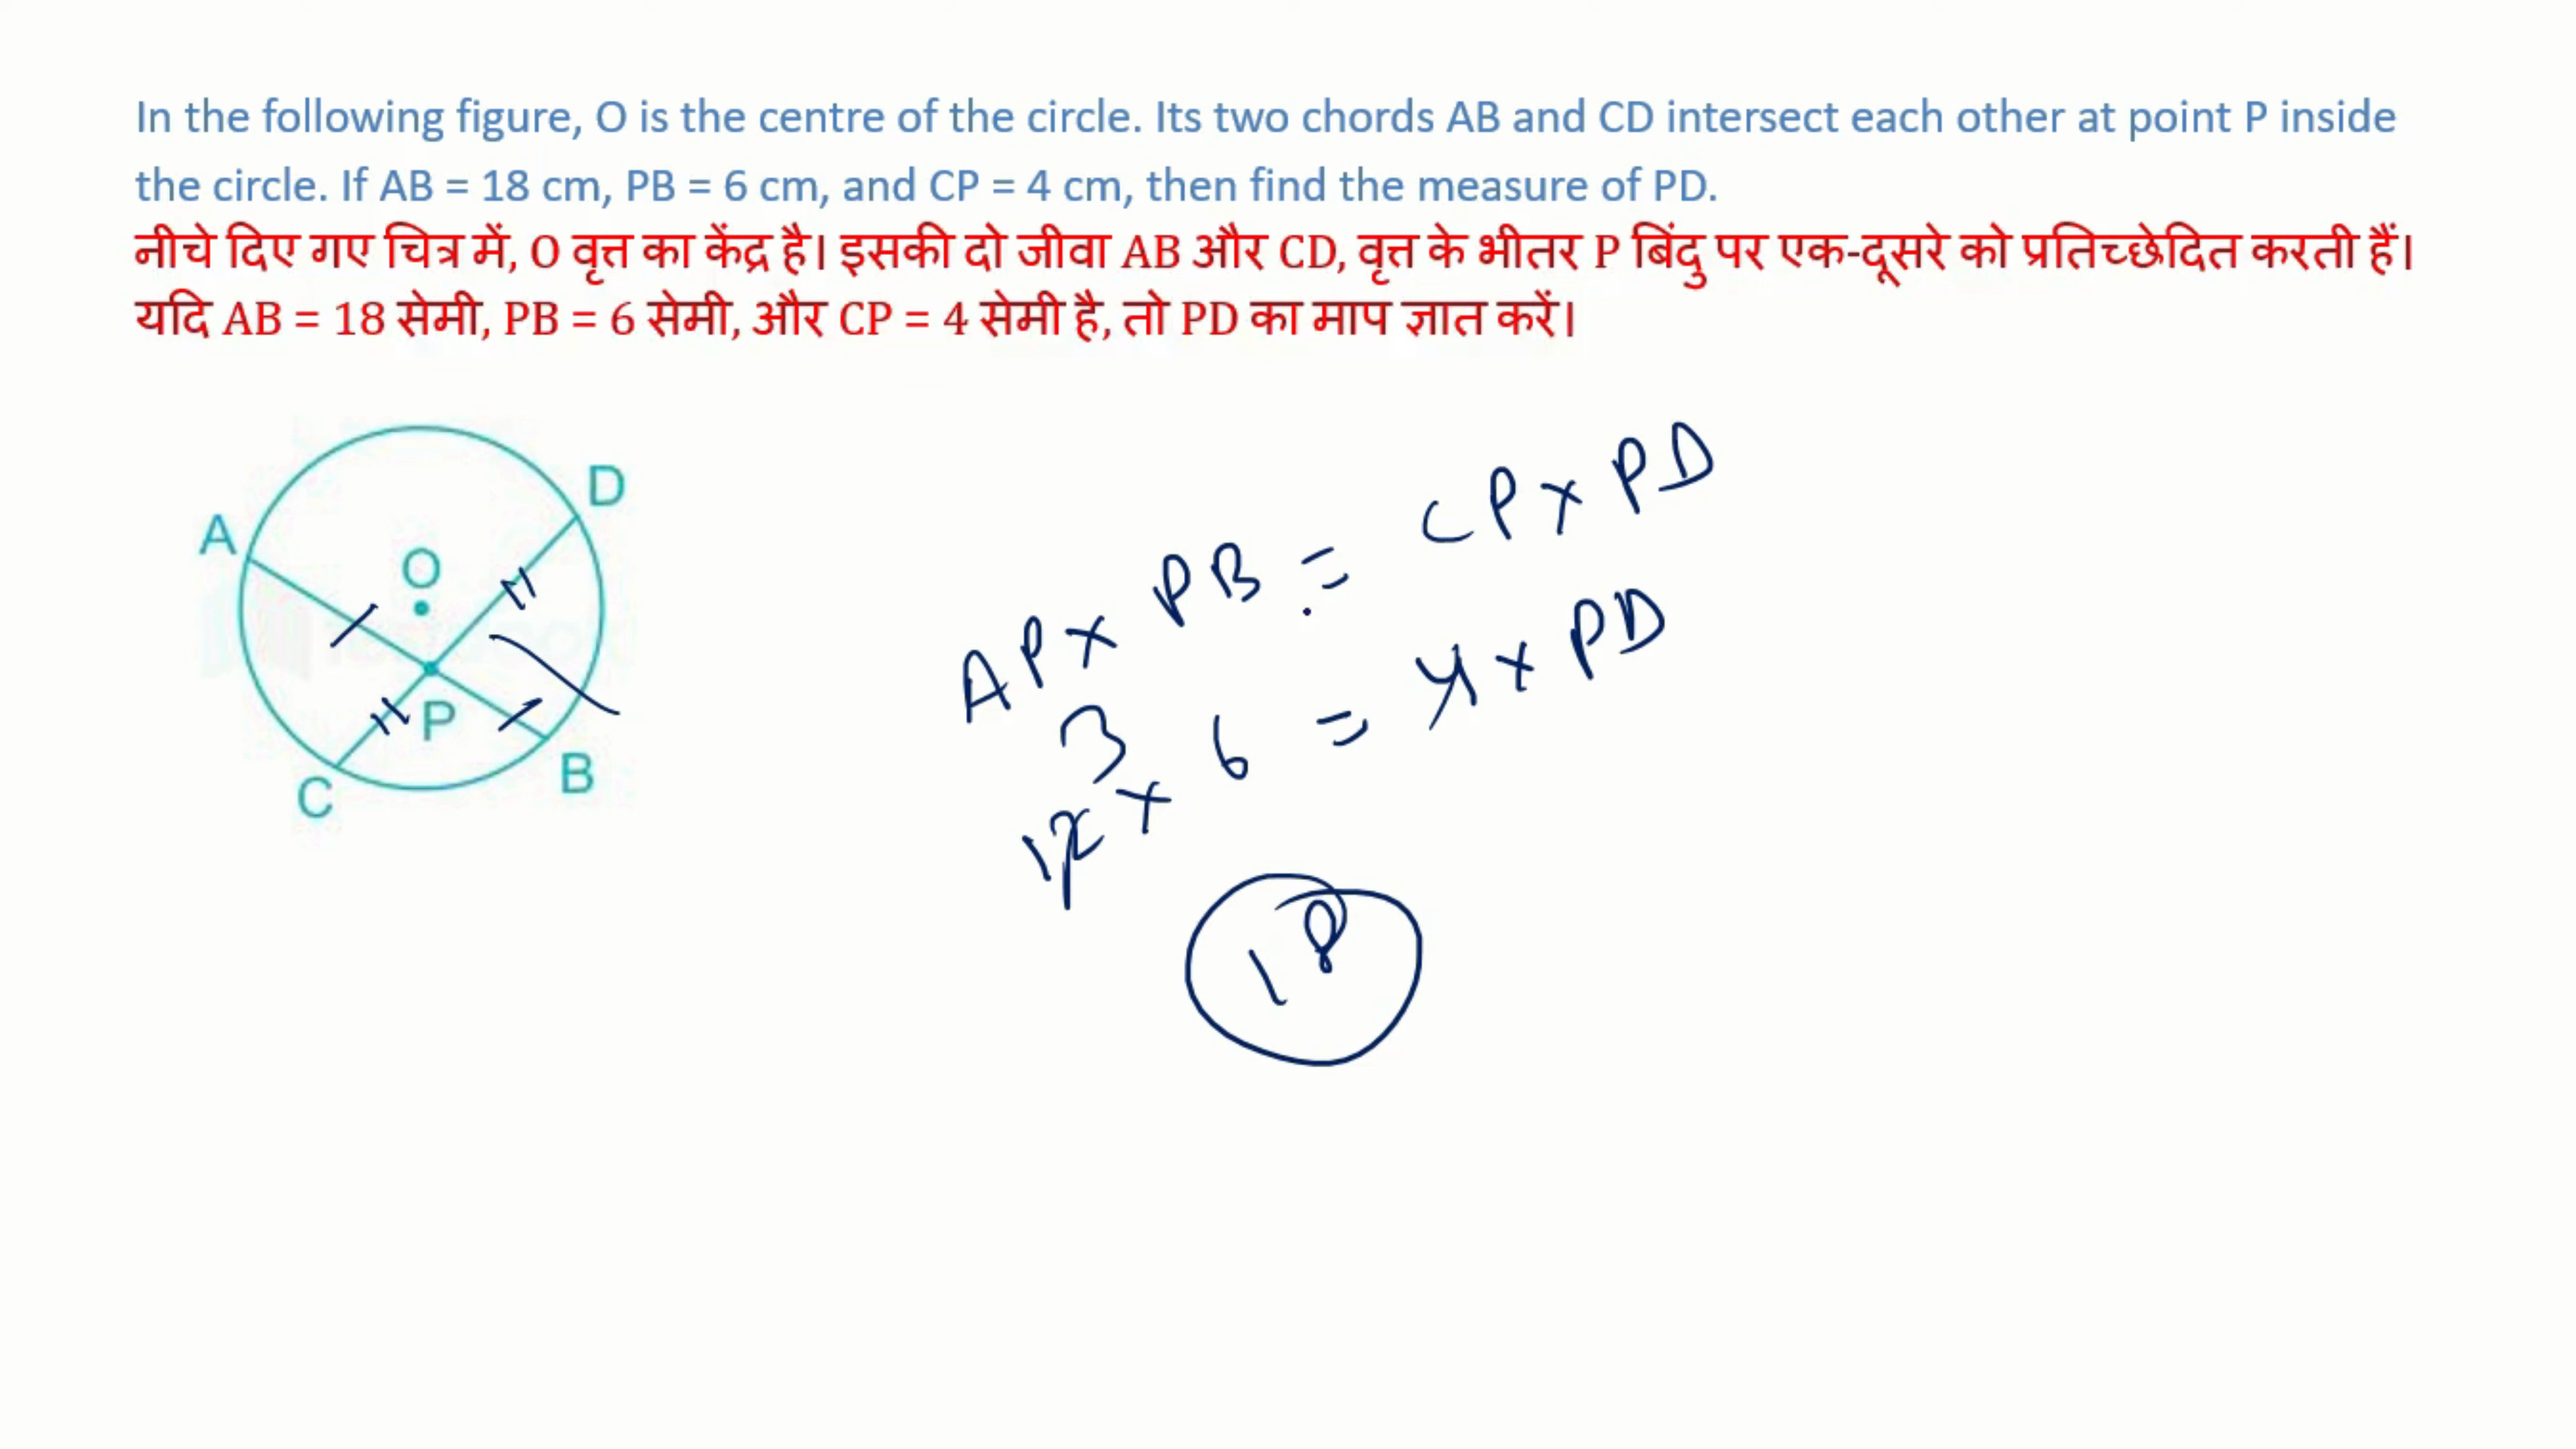 In the following figure, O is the centre of the circle. Its two chords AB and CD intersect each other at point P inside
the circle. If AB = 18 cm, PB = 6 cm, and CP = 4 cm, then find the measure of PD.
नीचे दिए गए चित्र में, O वृत्त का केंद्र है। इसकी दो जीवा AB और CD, वृत्त के भीतर P बिंदु पर एक-दूसरे को प्रतिच्छेदित करती हैं।
यदि AB = 18 सेमी, PB = 6 सेमी, और CP = 4 सेमी है, तो PD का माप ज्ञात करें।
D
A
O
P
C
B
AP x PB = CP x PD
3
12 x 6 = 4 x PD
18